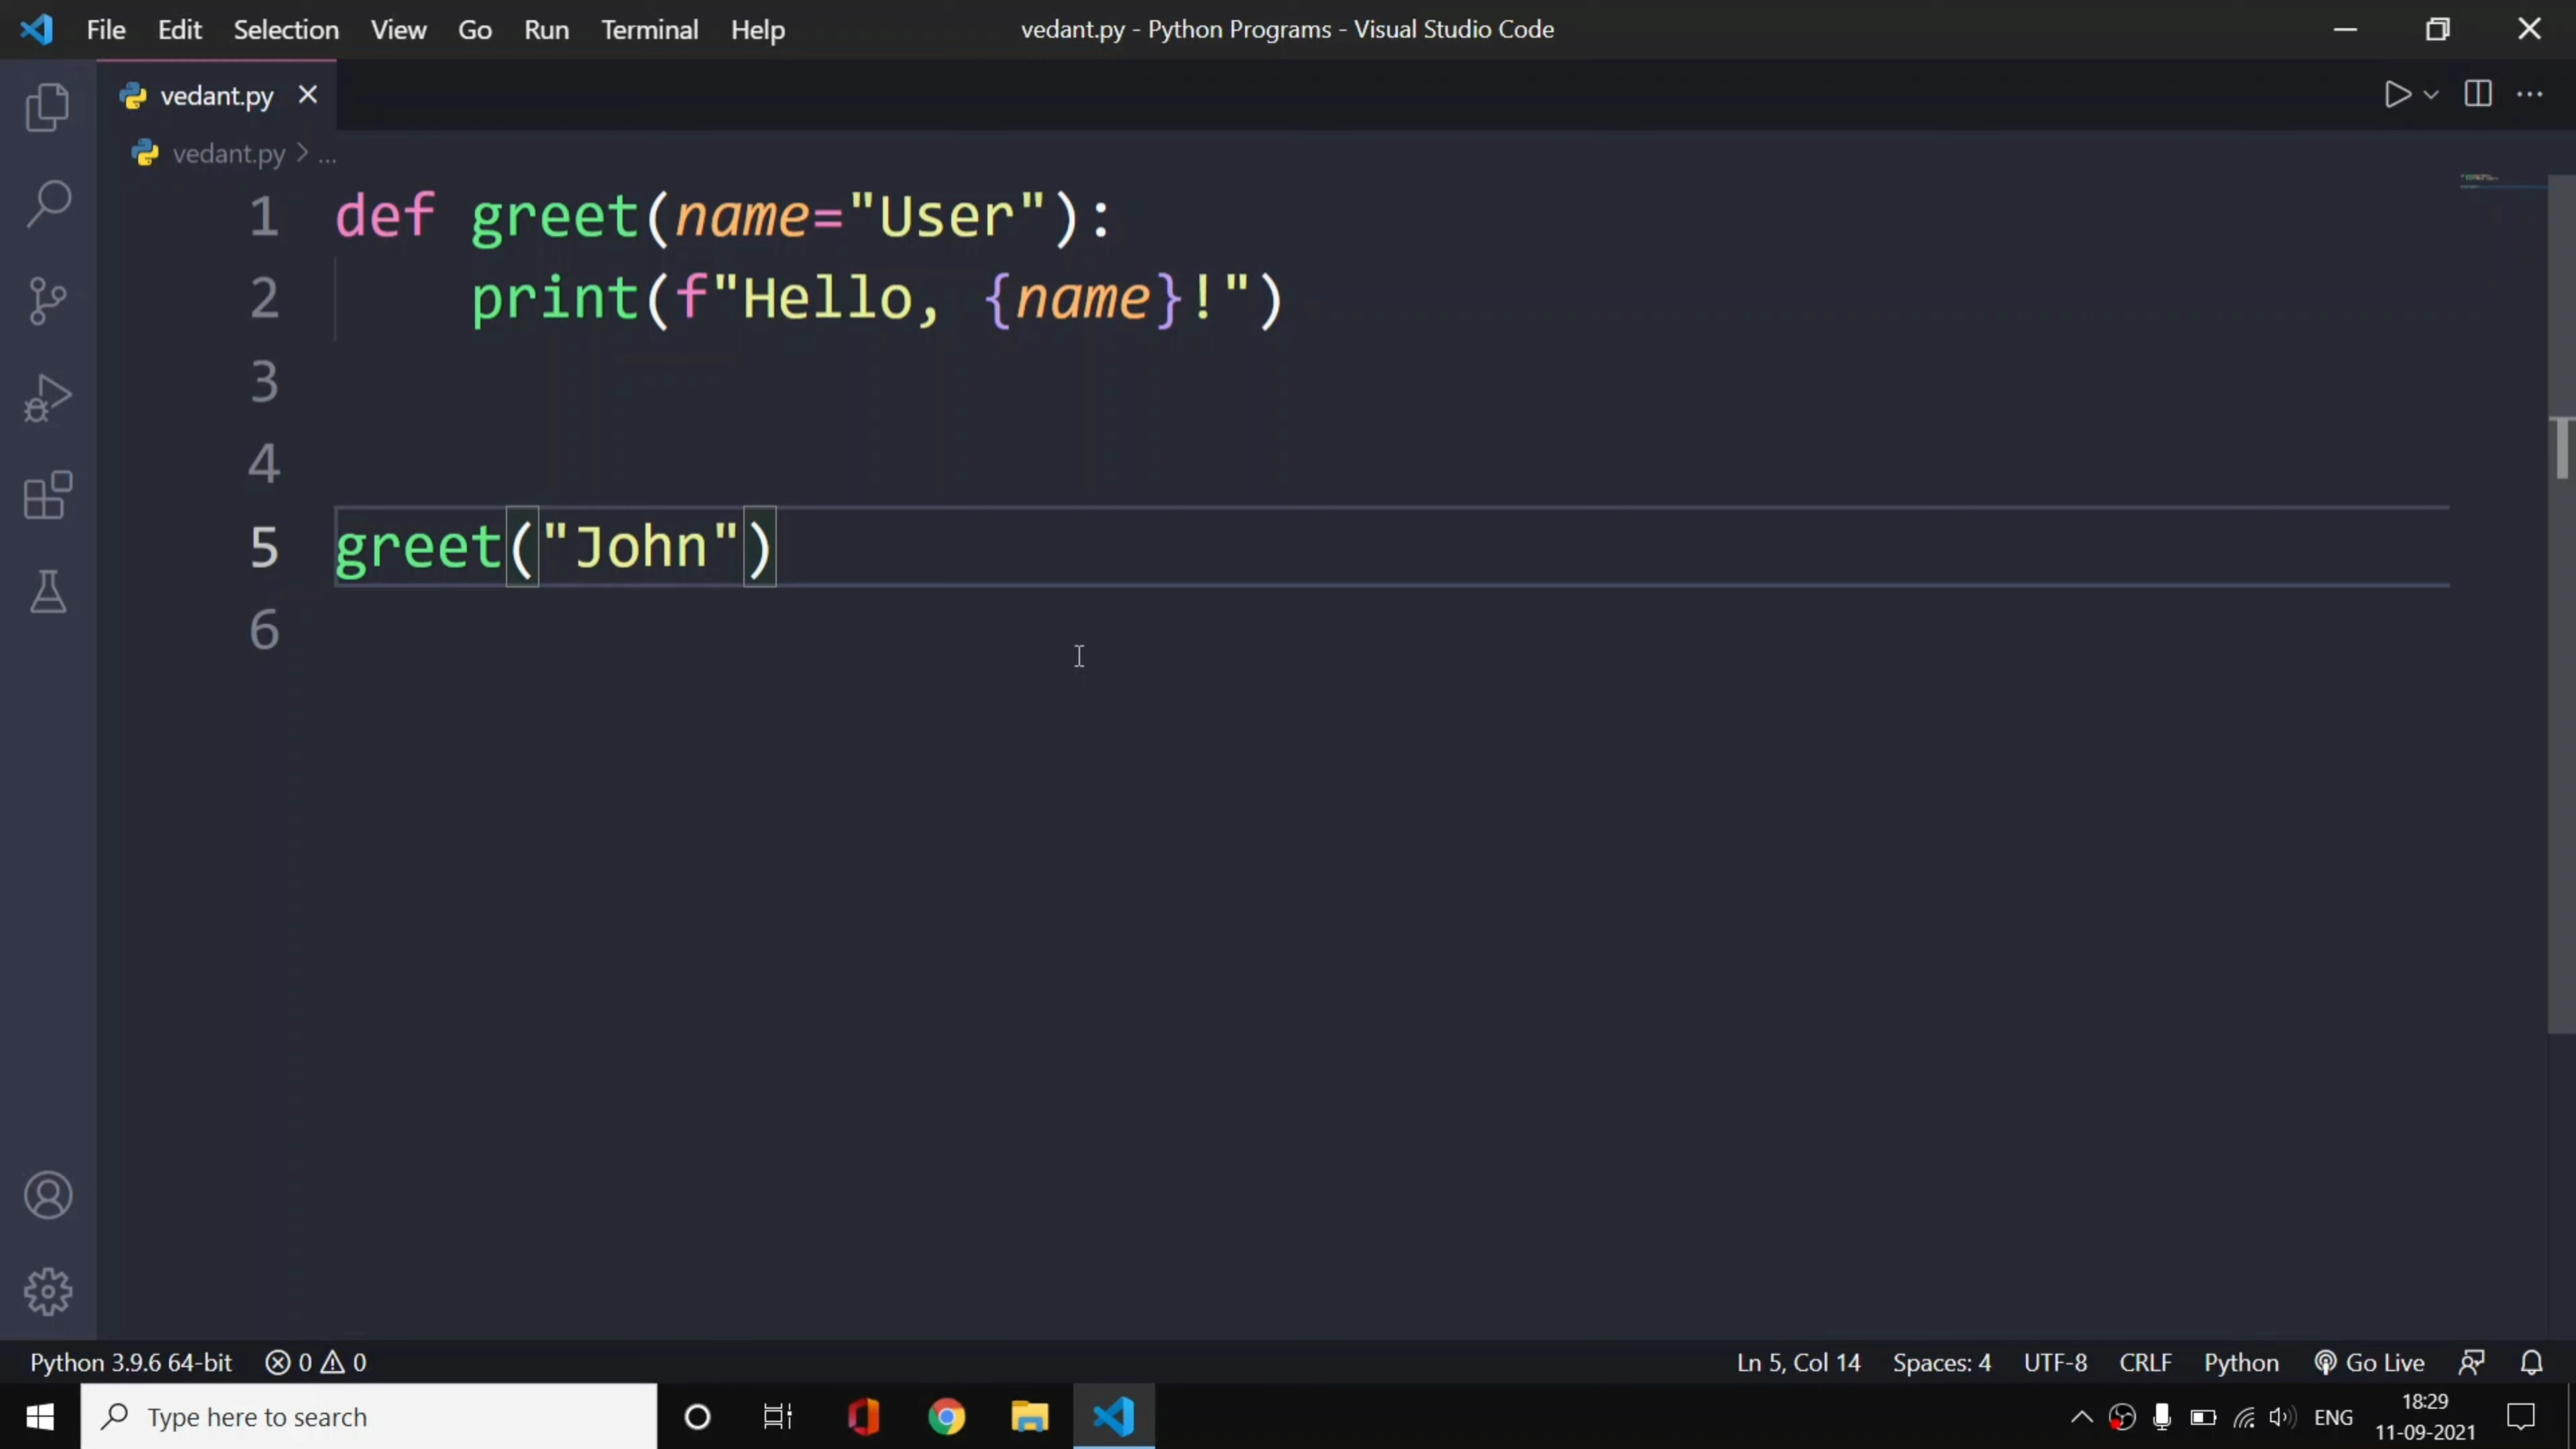 File Edit Selection View Go Run Terminal Help vedant.py - Python Programs - Visual Studio Code
vedant.py
vedant.py > ...
1 def greet(name="User"):
2     print(f"Hello, {name}!")
3
4
5 greet("John")
6
Python 3.9.6 64-bit 0 0 Ln 5, Col 14 Spaces: 4 UTF-8 CRLF Python Go Live
Type here to search ENG 18:29
11-09-2021